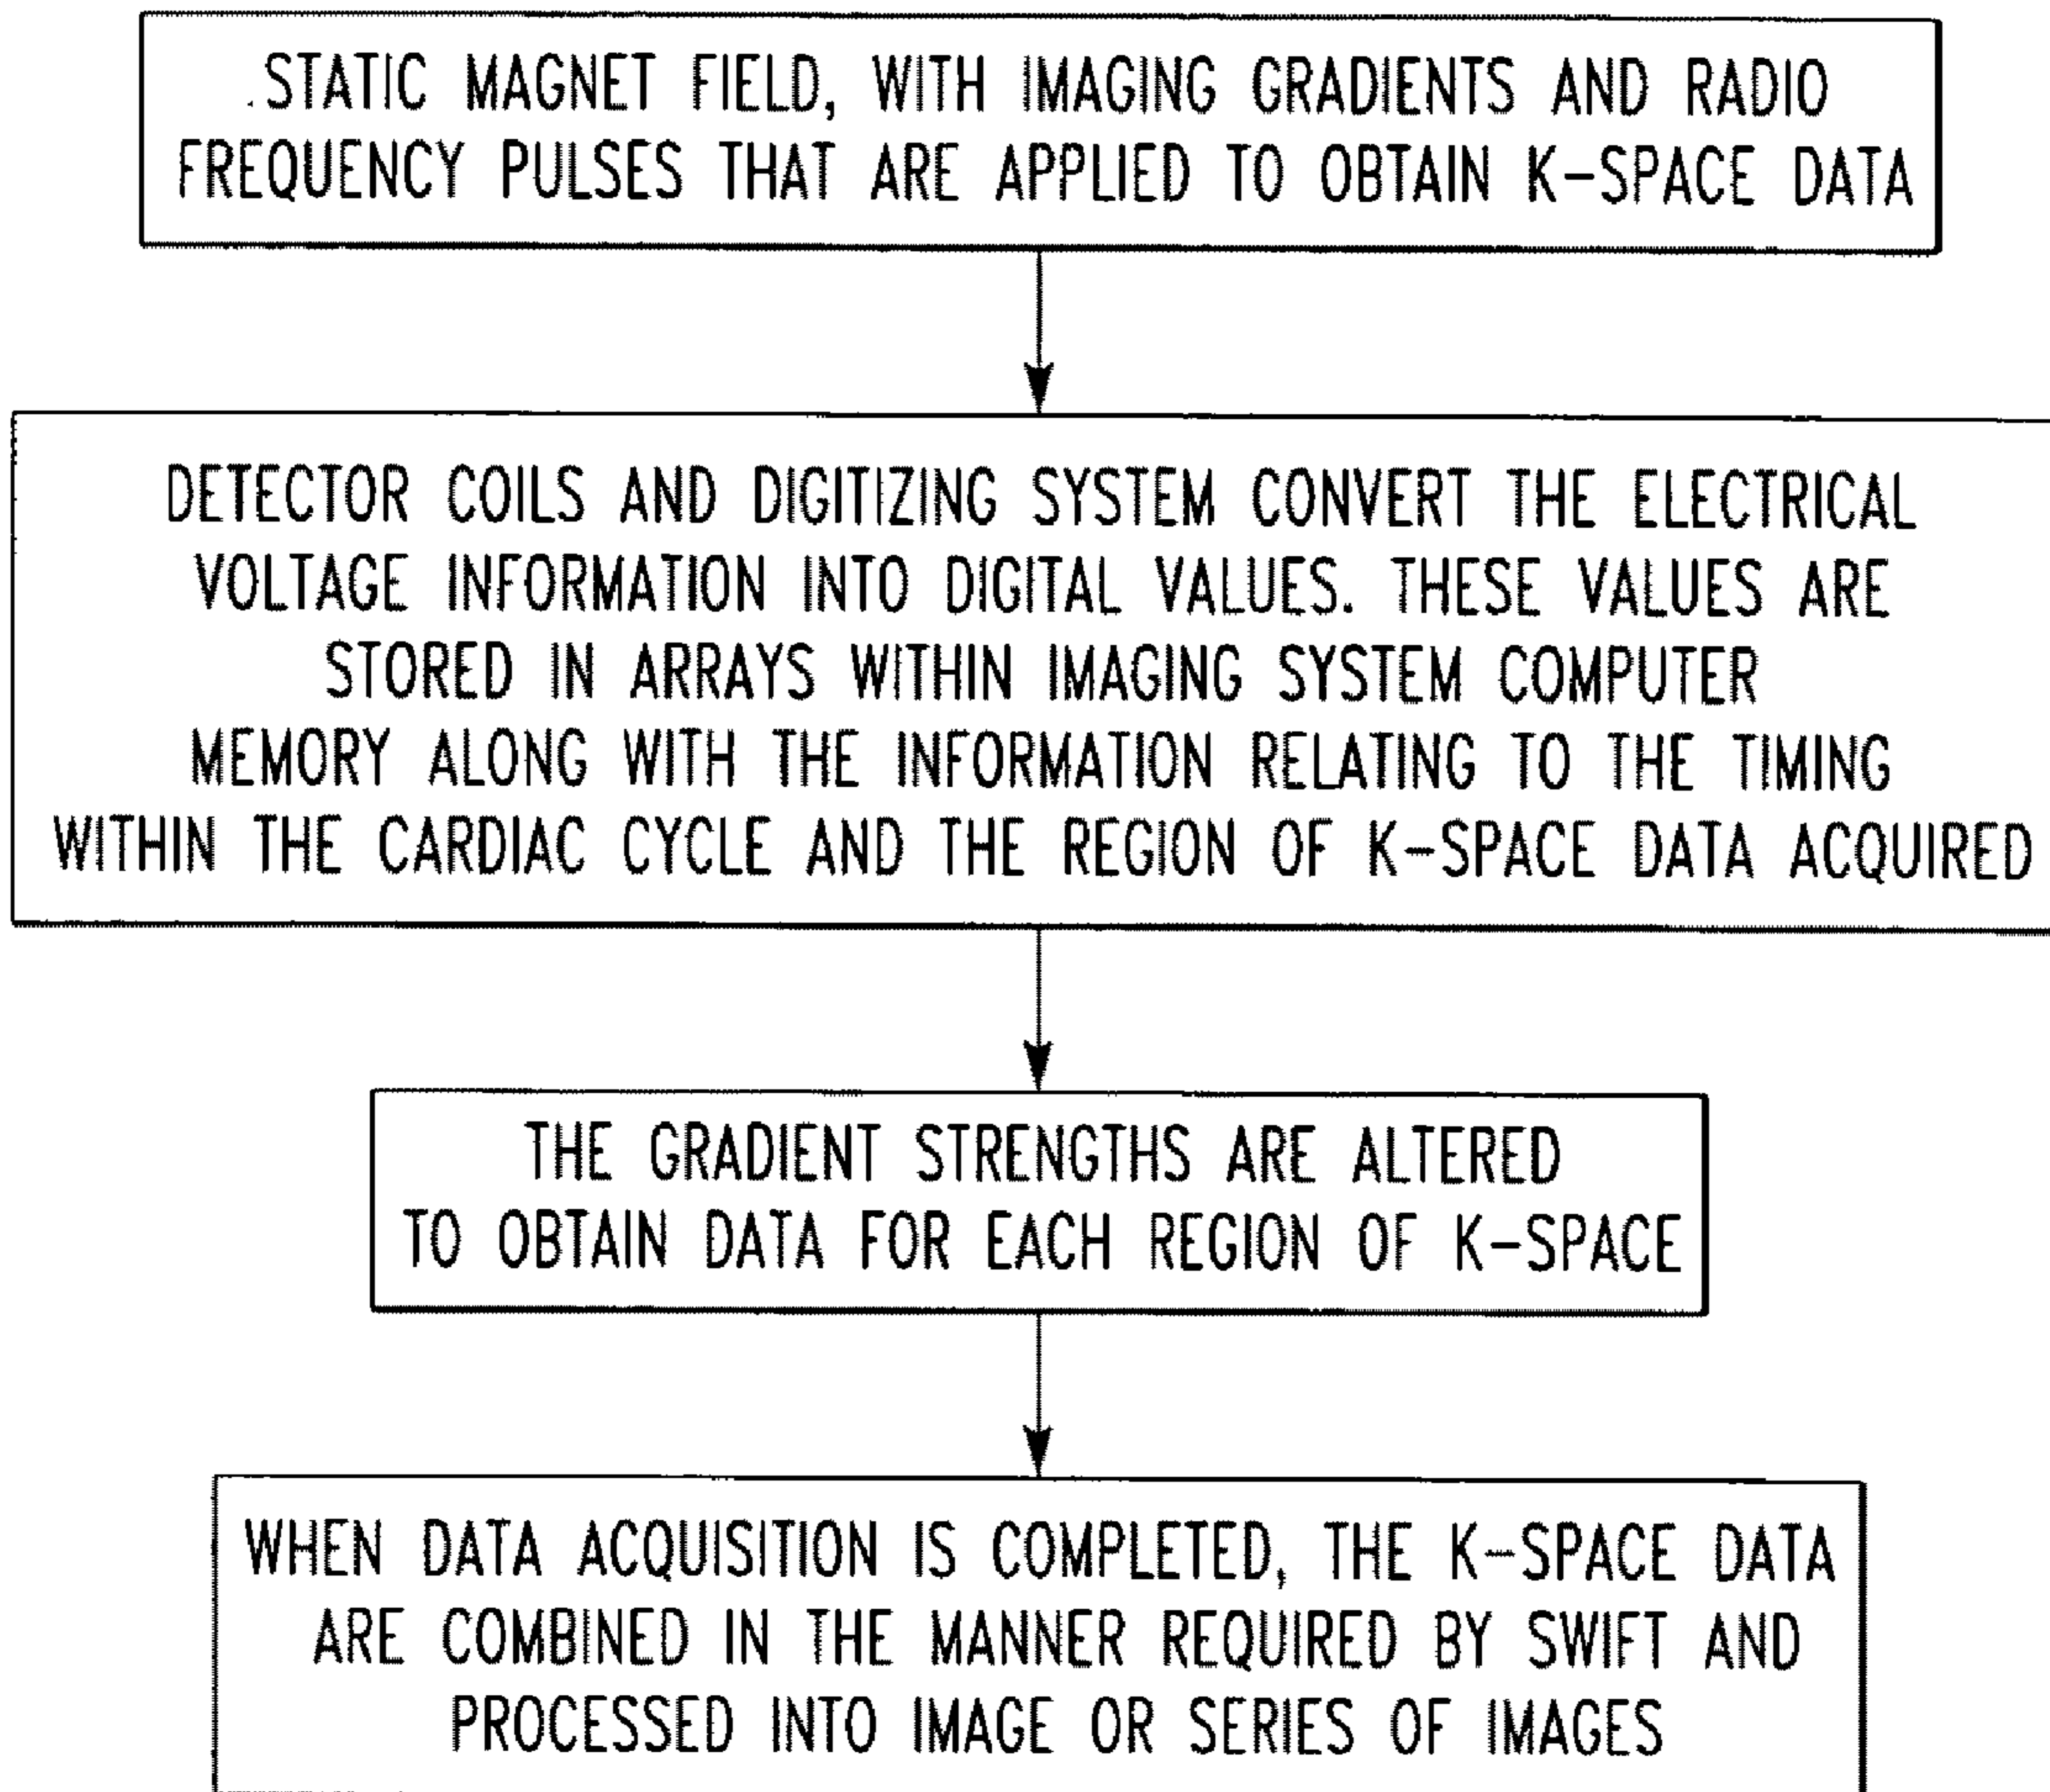 STATIC MAGNET FIELD, WITH IMAGING GRADIENTS AND RADIO
FREQUENCY PULSES THAT ARE APPLIED TO OBTAIN K-SPACE DATA
DETECTOR COILS AND DIGITIZING SYSTEM CONVERT THE ELECTRICAL
VOLTAGE INFORMATION INTO DIGITAL VALUES. THESE VALUES ARE
STORED IN ARRAYS WITHIN IMAGING SYSTEM COMPUTER
MEMORY ALONG WITH THE INFORMATION RELATING TO THE TIMING
WITHIN THE CARDIAC CYCLE AND THE REGION OF K-SPACE DATA ACQUIRED
THE GRADIENT STRENGTHS ARE ALTERED
TO OBTAIN DATA FOR EACH REGION OF K-SPACE
WHEN DATA ACQUISITION IS COMPLETED, THE K-SPACE DATA
ARE COMBINED IN THE MANNER REQUIRED BY SWIFT AND
PROCESSED INTO IMAGE OR SERIES OF IMAGES